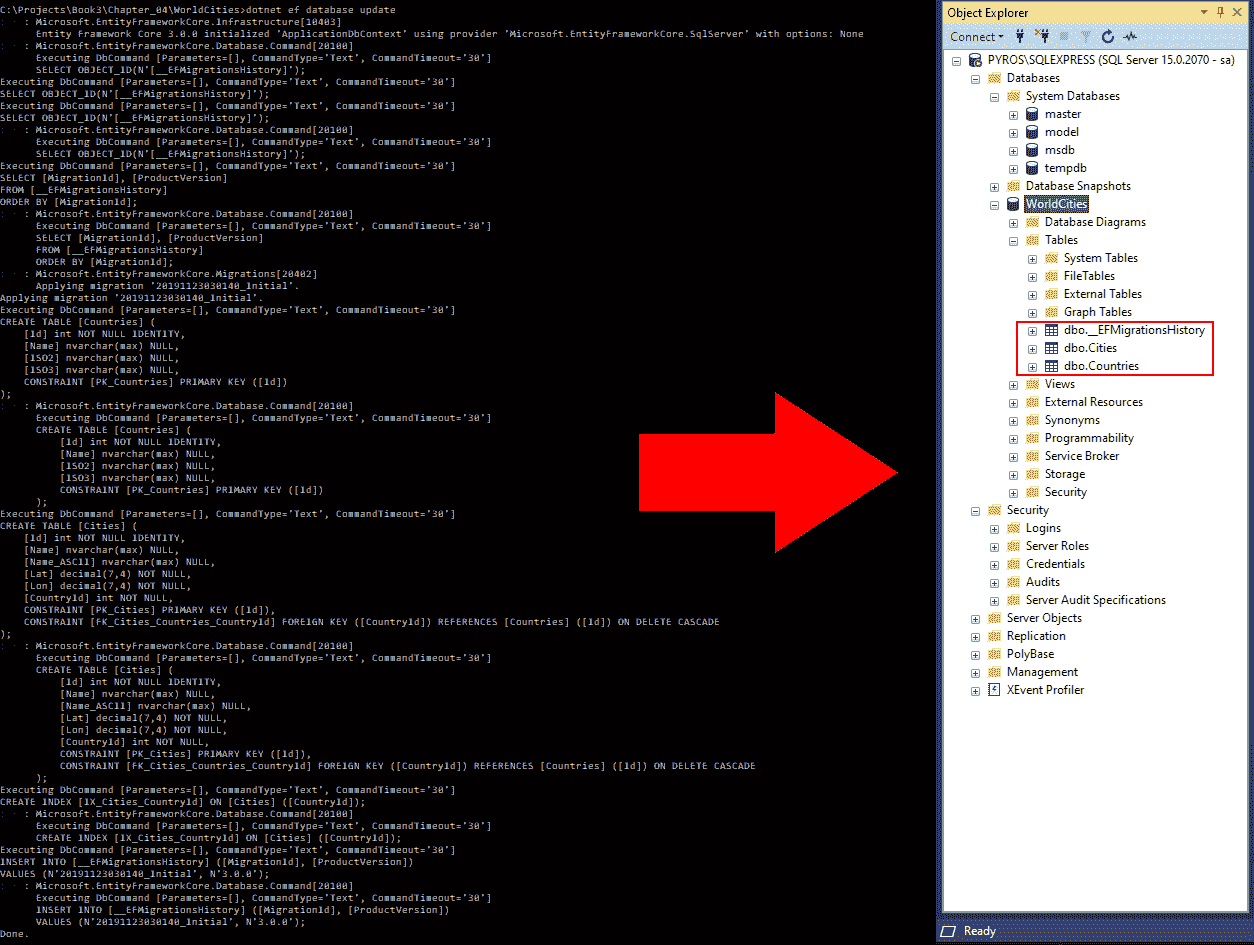 C:\Projects\Book3\Chapter_04\WorldCities>dotnet ef database update
: Microsoft.EntityFrameworkCore.Infrastructure[10403]
Entity Framework Core 3.0.0 initialized 'ApplicationDbContext' using provider 'Microsoft.EntityFrameworkCore.SqlServer' with options: None
: Microsoft.EntityFrameworkCore.Database.Command[20100]
Executing DbCommand [Parameters=[], CommandType='Text', CommandTimeout='30']
SELECT OBJECT_ID(N'[__EFMigrationsHistory]');
Executing DbCommand [Parameters=[], CommandType='Text', CommandTimeout='30']
SELECT OBJECT_ID(N'[__EFMigrationsHistory]');
Executing DbCommand [Parameters=[], CommandType='Text', CommandTimeout='30']
SELECT OBJECT_ID(N'[__EFMigrationsHistory]');
: Microsoft.EntityFrameworkCore.Database.Command[20100]
Executing DbCommand [Parameters=[], CommandType='Text', CommandTimeout='30']
SELECT OBJECT_ID(N'[__EFMigrationsHistory]');
Executing DbCommand [Parameters=[], CommandType='Text', CommandTimeout='30']
SELECT [MigrationId], [ProductVersion]
FROM [__EFMigrationsHistory]
ORDER BY [MigrationId];
: Microsoft.EntityFrameworkCore.Database.Command[20100]
Executing DbCommand [Parameters=[], CommandType='Text', CommandTimeout='30']
SELECT [MigrationId], [ProductVersion]
FROM [__EFMigrationsHistory]
ORDER BY [MigrationId];
: Microsoft.EntityFrameworkCore.Migrations[20402]
Applying migration '20191123030140_Initial'.
Applying migration '20191123030140_Initial'.
Executing DbCommand [Parameters=[], CommandType='Text', CommandTimeout='30']
CREATE TABLE [Countries] (
[Id] int NOT NULL IDENTITY,
[Name] nvarchar(max) NULL,
[ISO2] nvarchar(max) NULL,
[ISO3] nvarchar(max) NULL,
CONSTRAINT [PK_Countries] PRIMARY KEY ([Id])
);
: Microsoft.EntityFrameworkCore.Database.Command[20100]
Executing DbCommand [Parameters=[], CommandType='Text', CommandTimeout='30']
CREATE TABLE [Countries] (
[Id] int NOT NULL IDENTITY,
[Name] nvarchar(max) NULL,
[ISO2] nvarchar(max) NULL,
[ISO3] nvarchar(max) NULL,
CONSTRAINT [PK_Countries] PRIMARY KEY ([Id])
);
Executing DbCommand [Parameters=[], CommandType='Text', CommandTimeout='30']
CREATE TABLE [Cities] (
[Id] int NOT NULL IDENTITY,
[Name] nvarchar(max) NULL,
[Name_ASCII] nvarchar(max) NULL,
[Lat] decimal(7,4) NOT NULL,
[Lon] decimal(7,4) NOT NULL,
[CountryId] int NOT NULL,
CONSTRAINT [PK_Cities] PRIMARY KEY ([Id]),
CONSTRAINT [FK_Cities_Countries_CountryId] FOREIGN KEY ([CountryId]) REFERENCES [Countries] ([Id]) ON DELETE CASCADE
);
: Microsoft.EntityFrameworkCore.Database.Command[20100]
Executing DbCommand [Parameters=[], CommandType='Text', CommandTimeout='30']
CREATE TABLE [Cities] (
[Id] int NOT NULL IDENTITY,
[Name] nvarchar(max) NULL,
[Name_ASCII] nvarchar(max) NULL,
[Lat] decimal(7,4) NOT NULL,
[Lon] decimal(7,4) NOT NULL,
[CountryId] int NOT NULL,
CONSTRAINT [PK_Cities] PRIMARY KEY ([Id]),
CONSTRAINT [FK_Cities_Countries_CountryId] FOREIGN KEY ([CountryId]) REFERENCES [Countries] ([Id]) ON DELETE CASCADE
);
Executing DbCommand [Parameters=[], CommandType='Text', CommandTimeout='30']
CREATE INDEX [IX_Cities_CountryId] ON [Cities] ([CountryId]);
: Microsoft.EntityFrameworkCore.Database.Command[20100]
Executing DbCommand [Parameters=[], CommandType='Text', CommandTimeout='30']
CREATE INDEX [IX_Cities_CountryId] ON [Cities] ([CountryId]);
Executing DbCommand [Parameters=[], CommandType='Text', CommandTimeout='30']
INSERT INTO [__EFMigrationsHistory] ([MigrationId], [ProductVersion])
VALUES (N'20191123030140_Initial', N'3.0.0');
: Microsoft.EntityFrameworkCore.Database.Command[20100]
Executing DbCommand [Parameters=[], CommandType='Text', CommandTimeout='30']
INSERT INTO [__EFMigrationsHistory] ([MigrationId], [ProductVersion])
VALUES (N'20191123030140_Initial', N'3.0.0');
Done.
Object Explorer
Connect
PYROS\SQLEXPRESS (SQL Server 15.0.2070 - sa)
Databases
System Databases
master
model
msdb
tempdb
Database Snapshots
WorldCities
Database Diagrams
Tables
System Tables
FileTables
External Tables
Graph Tables
dbo.__EFMigrationsHistory
dbo.Cities
dbo.Countries
Views
External Resources
Synonyms
Programmability
Service Broker
Storage
Security
Security
Logins
Server Roles
Credentials
Audits
Server Audit Specifications
Server Objects
Replication
PolyBase
Management
XEvent Profiler
Ready